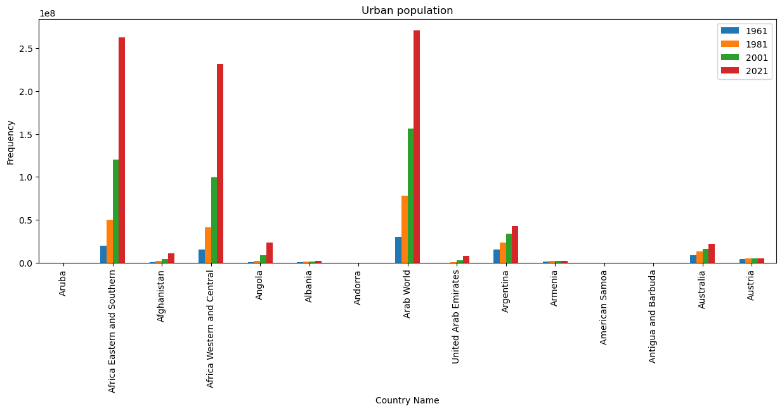 Urban population
1e8
1961
1981
2001
2021
2.5
2.0
1.5
1.0
0.5
0.0
Frequency
Aruba
Africa Eastern and Southern
Afghanistan
Africa Western and Central
Angola
Albania
Andorra
Arab World
United Arab Emirates
Argentina
Armenia
American Samoa
Antigua and Barbuda
Australia
Austria
Country Name